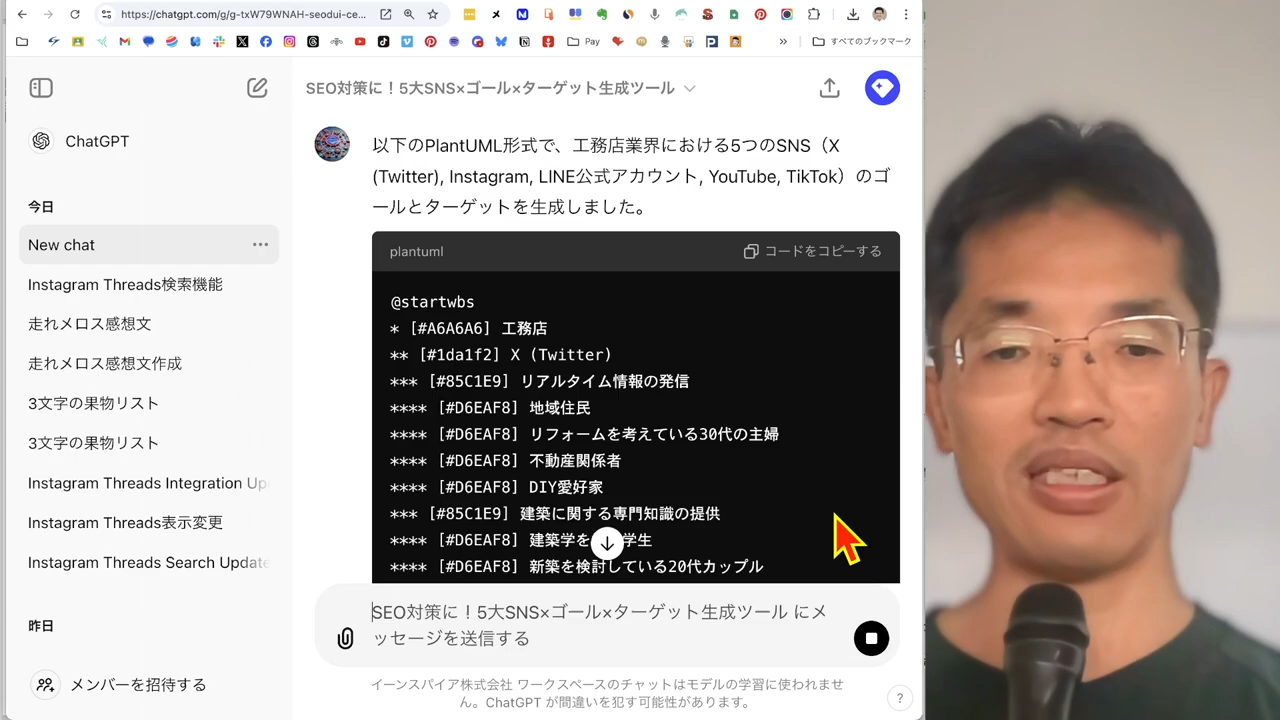 https://chatgpt.com/g/g-txW79WNAH-seodui-ce...
Pay
すべてのブックマーク
SEO対策に！5大SNS×ゴール×ターゲット生成ツール
ChatGPT
今日
New chat
Instagram Threads検索機能
走れメロス感想文
走れメロス感想文作成
3文字の果物リスト
3文字の果物リスト
Instagram Threads Integration Up
Instagram Threads表示変更
Instagram Threads Search Update
昨日
メンバーを招待する
以下のPlantUML形式で、工務店業界における5つのSNS（X
(Twitter), Instagram, LINE公式アカウント, YouTube, TikTok）のゴ
ールとターゲットを生成しました。
plantuml
コードをコピーする
@startwbs
* [#A6A6A6] 工務店
** [#1da1f2] X (Twitter)
*** [#85C1E9] リアルタイム情報の発信
**** [#D6EAF8] 地域住民
**** [#D6EAF8] リフォームを考えている30代の主婦
**** [#D6EAF8] 不動産関係者
**** [#D6EAF8] DIY愛好家
*** [#85C1E9] 建築に関する専門知識の提供
**** [#D6EAF8] 建築学を 学生
**** [#D6EAF8] 新築を検討している20代カップル
SEO対策に！5大SNS×ゴール×ターゲット生成ツール にメ
ッセージを送信する
イーンスパイア株式会社 ワークスペースのチャットはモデルの学習に使われませ
ん。ChatGPT が間違いを犯す可能性があります。
?